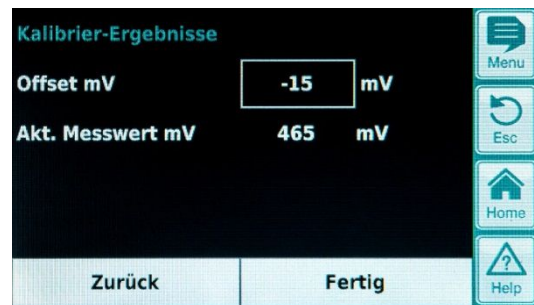 Kalibrier-Ergebnisse
Offset mV -15 mV
Akt. Messwert mV 465 mV
Zurück Fertig
Menu
Esc
Home
Help